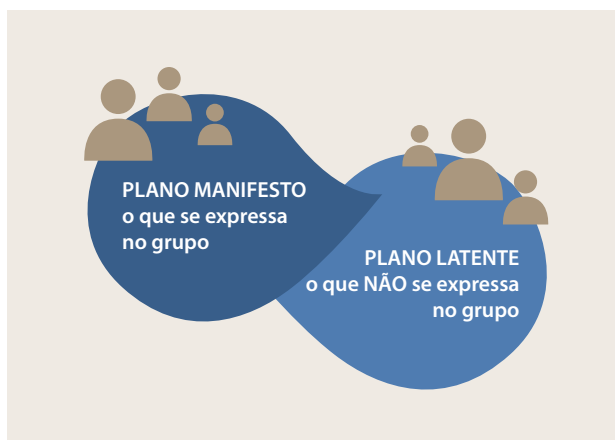 PLANO MANIFESTO
o que se expressa
no grupo
PLANO LATENTE
o que NÃO se expressa
no grupo